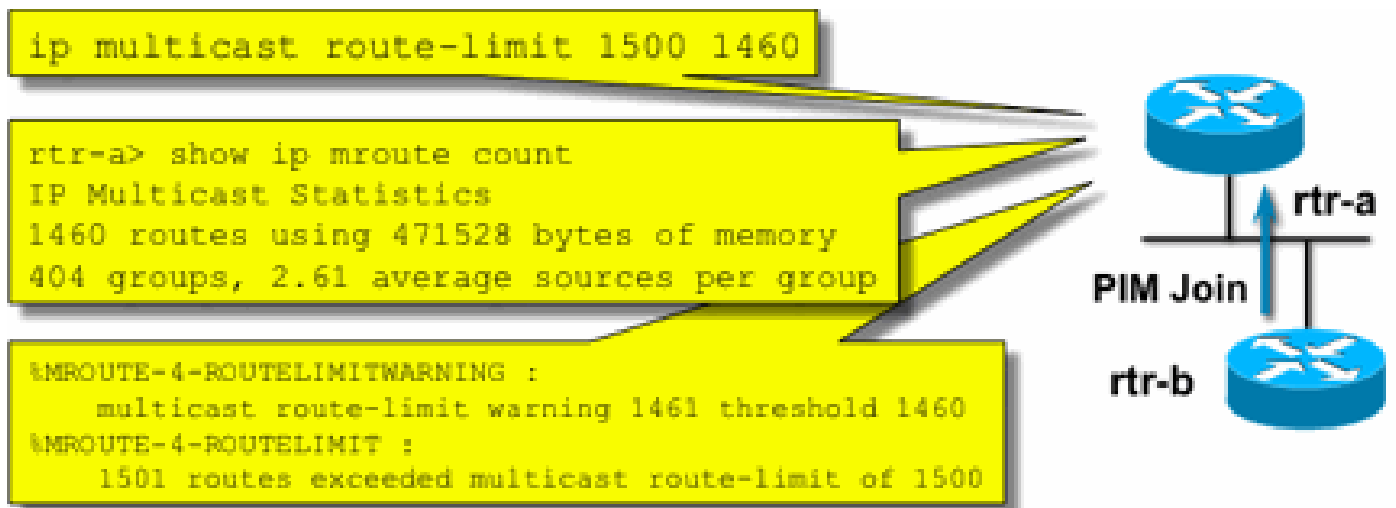 ip multicast route-limit 1500 1460
rtr-a> show ip mroute count
IP Multicast Statistics
1460 routes using 471528 bytes of memory
404 groups, 2.61 average sources per group
%MROUTE-4-ROUTELIMITWARNING :
multicast route-limit warning 1461 threshold 1460
%MROUTE-4-ROUTELIMIT :
1501 routes exceeded multicast route-limit of 1500
rtr-a
PIM Join
rtr-b